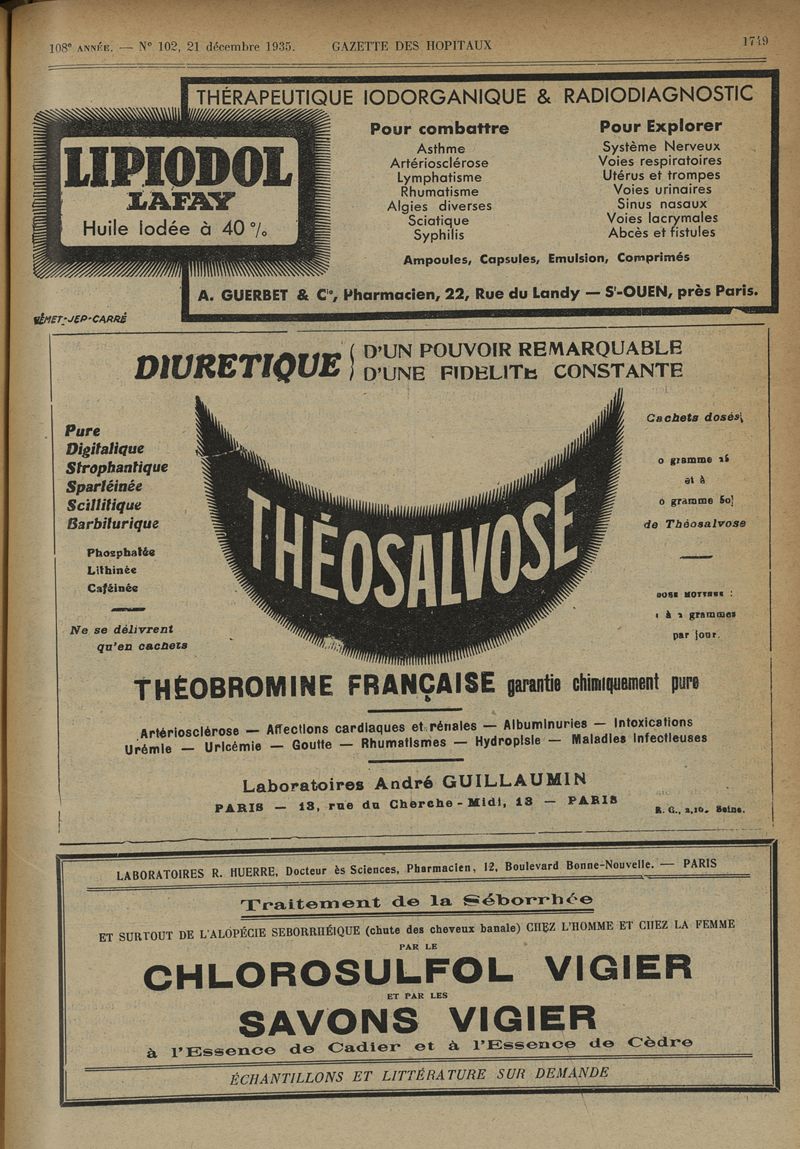 108e ANNÉE. — N° 102, 21 décembre 1935. GAZETTE DES HOPITAUX 1749
THÉRAPEUTIQUE IODORGANIQUE & RADIODIAGNOSTIC
LIPIODOL
LAFAY
Huile Iodée à 40 %
Pour combattre
Asthme
Artériosclérose
Lymphatisme
Rhumatisme
Algies diverses
Sciatique
Syphilis
Pour Explorer
Système Nerveux
Voies respiratoires
Utérus et trompes
Voies urinaires
Sinus nasaux
Voies lacrymales
Abcès et fistules
Ampoules, Capsules, Emulsion, Comprimés
A. GUERBET & Cie, Pharmacien, 22, Rue du Landy — St-OUEN, près Paris.
-JEP-CARRÉ
DIURETIQUE
D'UN POUVOIR REMARQUABLE
D'UNE FIDELITÉ CONSTANTE
Pure
Digitalique
Strophantique
Spartéinée
Scillitique
Barbiturique
Phosphatée
Lithinée
Caféinée
Ne se délivrent
qu'en cachets
THÉOSALVOSE
Cachets dosés
0 gramme 25
et à
0 gramme 50
de Théosalvose
DOSE MOYENNE :
1 à 2 grammes
par jour.
THÉOBROMINE FRANÇAISE garantie chimiquement pure
Artériosclérose — Affections cardiaques et rénales — Albuminuries — Intoxications
Urémie — Uricémie — Goutte — Rhumatismes — Hydropisie — Maladies Infectieuses
Laboratoires André GUILLAUMIN
PARIS — 13, rue du Cherche-Midi, 13 — PARIS
R. C., Seine.
LABORATOIRES R. HUERRE, Docteur ès Sciences, Pharmacien, 12, Boulevard Bonne-Nouvelle. — PARIS
Traitement de la Séborrhée
ET SURTOUT DE L'ALOPÉCIE SEBORRHÉIQUE (chute des cheveux banale) CHEZ L'HOMME ET CHEZ LA FEMME
PAR LE
CHLOROSULFOL VIGIER
ET PAR LES
SAVONS VIGIER
à l'Essence de Cadier et à l'Essence de Cèdre
ÉCHANTILLONS ET LITTÉRATURE SUR DEMANDE